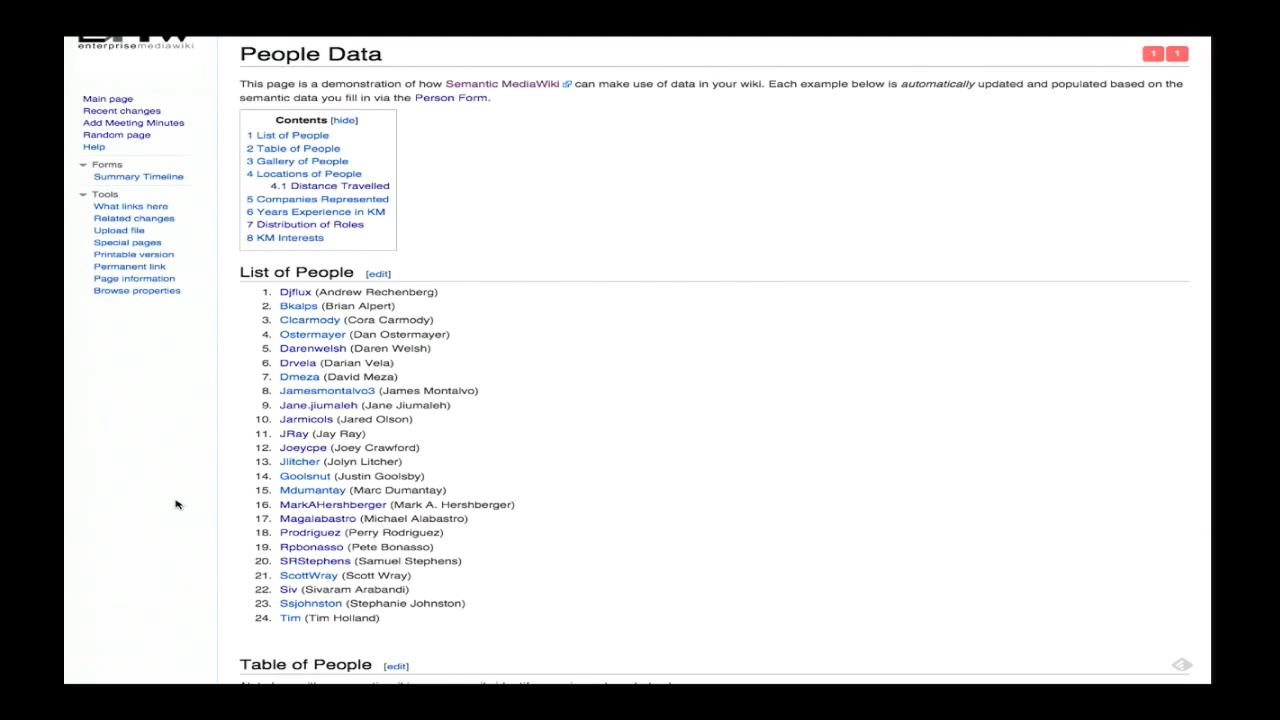 enterprisemediawiki
Main page
Recent changes
Add Meeting Minutes
Random page
Help
Forms
Summary Timeline
Tools
What links here
Related changes
Upload file
Special pages
Printable version
Permanent link
Page information
Browse properties
People Data
1 1
This page is a demonstration of how Semantic MediaWiki can make use of data in your wiki. Each example below is automatically updated and populated based on the
semantic data you fill in via the Person Form.
Contents [hide]
1 List of People
2 Table of People
3 Gallery of People
4 Locations of People
4.1 Distance Travelled
5 Companies Represented
6 Years Experience in KM
7 Distribution of Roles
8 KM Interests
List of People [edit]
1. Djflux (Andrew Rechenberg)
2. Bkalps (Brian Alpert)
3. Clcarmody (Cora Carmody)
4. Ostermayer (Dan Ostermayer)
5. Darenwelsh (Daren Welsh)
6. Drvela (Darian Vela)
7. Dmeza (David Meza)
8. Jamesmontalvo3 (James Montalvo)
9. Jane.jiumaleh (Jane Jiumaleh)
10. Jarmicols (Jared Olson)
11. JRay (Jay Ray)
12. Joeycpe (Joey Crawford)
13. Jlitcher (Jolyn Litcher)
14. Goolsnut (Justin Goolsby)
15. Mdumantay (Marc Dumantay)
16. MarkAHershberger (Mark A. Hershberger)
17. Magalabastro (Michael Alabastro)
18. Prodriguez (Perry Rodriguez)
19. Rpbonasso (Pete Bonasso)
20. SRStephens (Samuel Stephens)
21. ScottWray (Scott Wray)
22. Siv (Sivaram Arabandi)
23. Ssjohnston (Stephanie Johnston)
24. Tim (Tim Holland)
Table of People [edit]